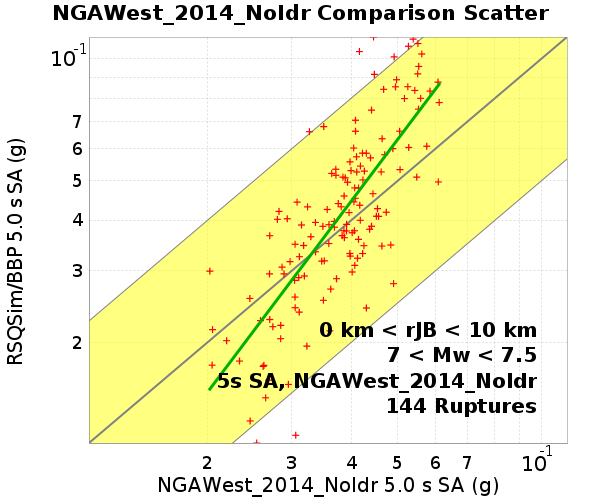 NGAWest_2014_NoIdr Comparison Scatter
10^-1
7
6
5
4
3
2
RSQSim/BBP 5.0 s SA (g)
0 km < rJB < 10 km
7 < Mw < 7.5
5s SA, NGAWest_2014_NoIdr
144 Ruptures
2 3 4 5 6 7 10^-1
NGAWest_2014_NoIdr 5.0 s SA (g)